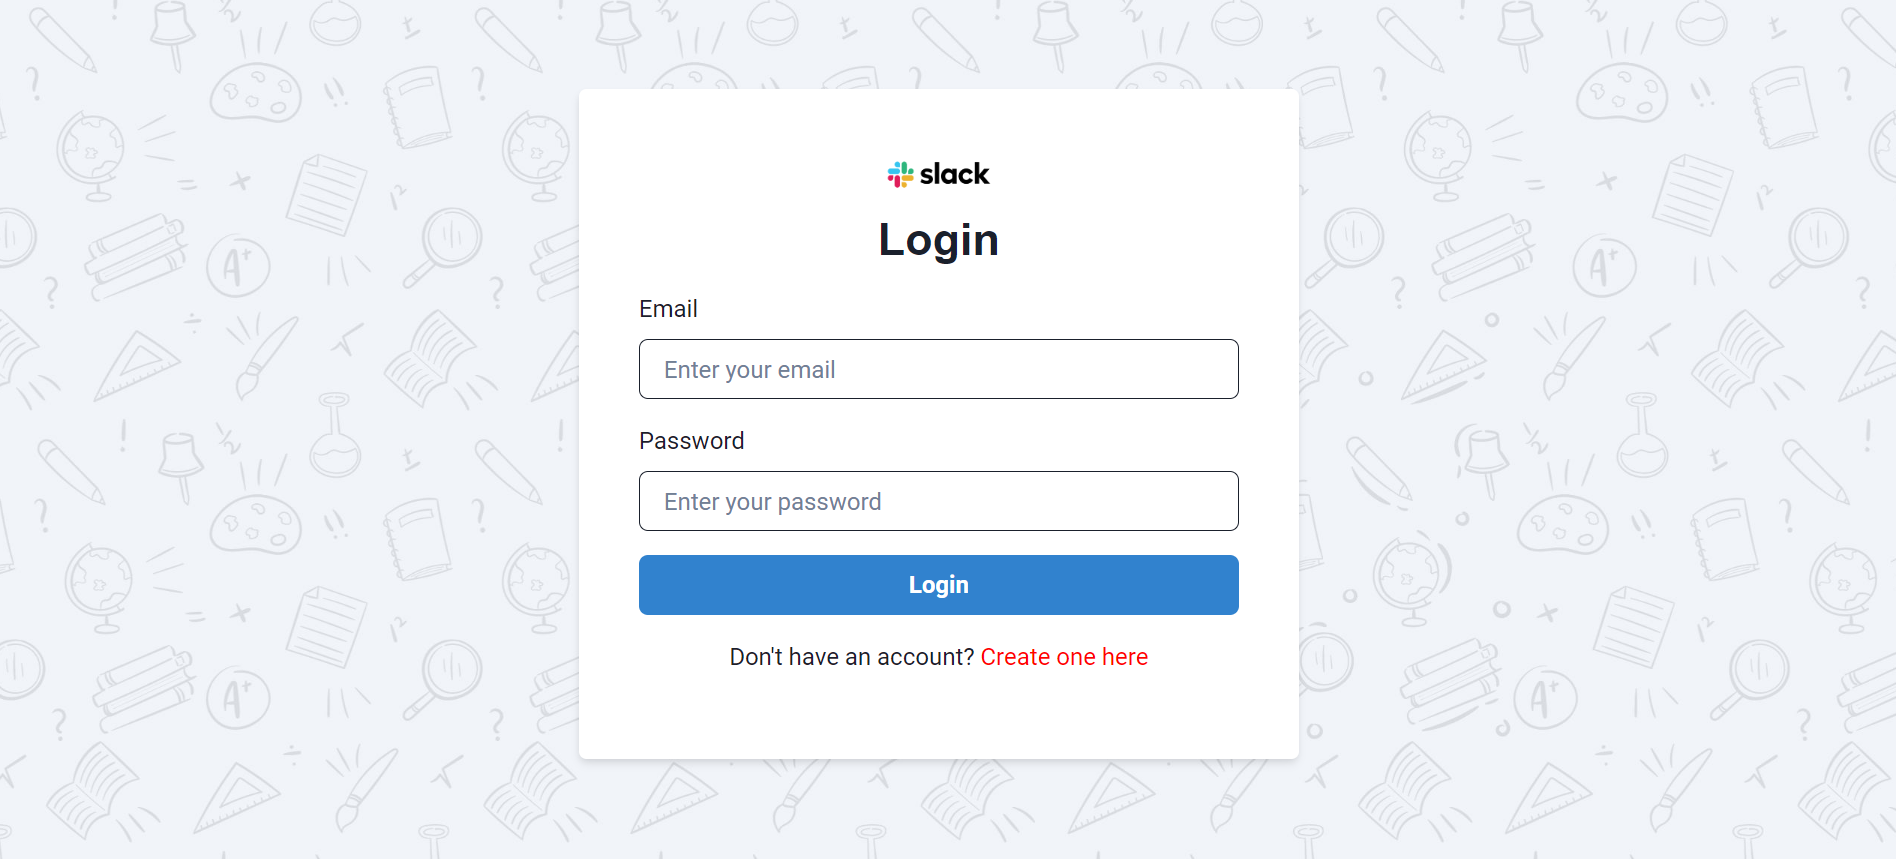 slack
Login
Email
Enter your email
Password
Enter your password
Login
Don't have an account? Create one here